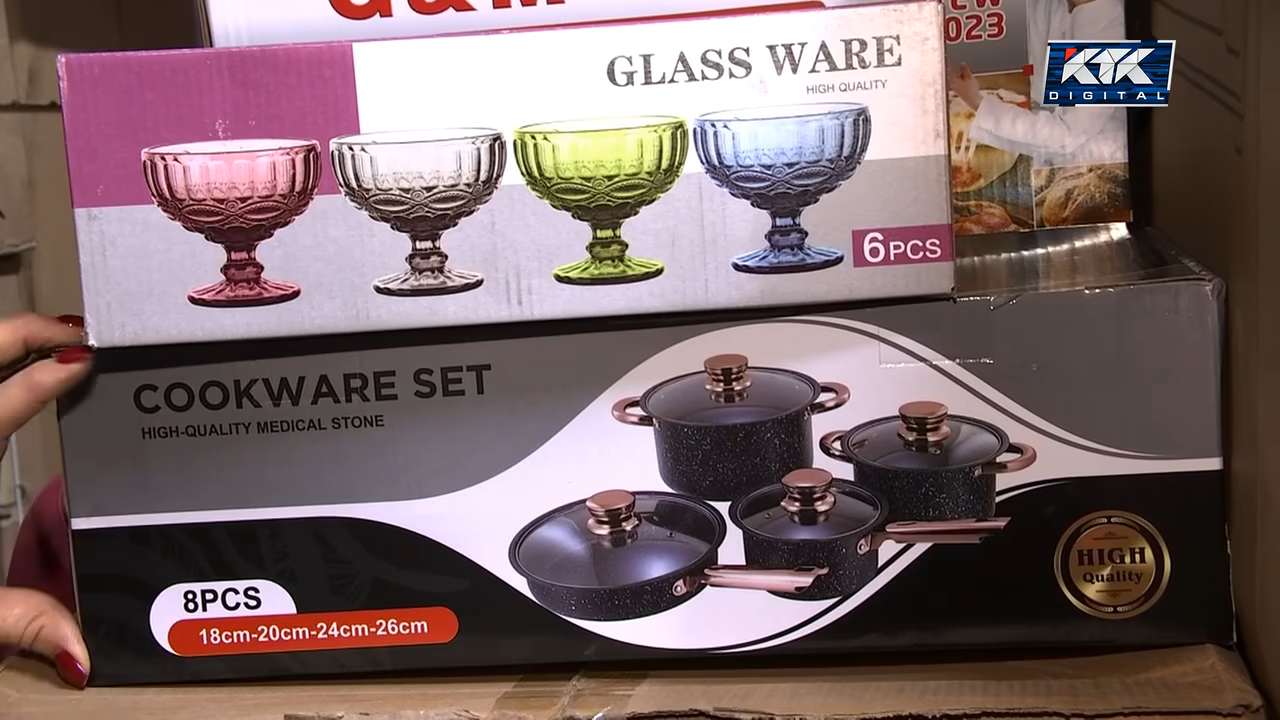 G&M
2023
KTK
DIGITAL
GLASS WARE
HIGH QUALITY
6PCS
COOKWARE SET
HIGH-QUALITY MEDICAL STONE
HIGH
Quality
8PCS
18cm-20cm-24cm-26cm